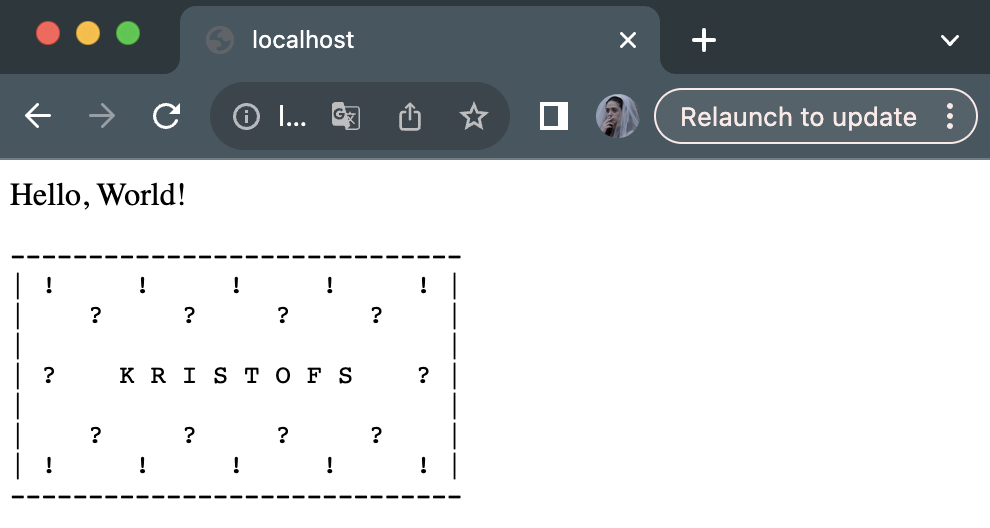 localhost
l...
Relaunch to update
Hello, World!
-----------------------------
| !     !     !     !     ! |
|    ?     ?     ?     ?    |
|                           |
| ?    K R I S T O F S    ? |
|                           |
|    ?     ?     ?     ?    |
| !     !     !     !     ! |
-----------------------------